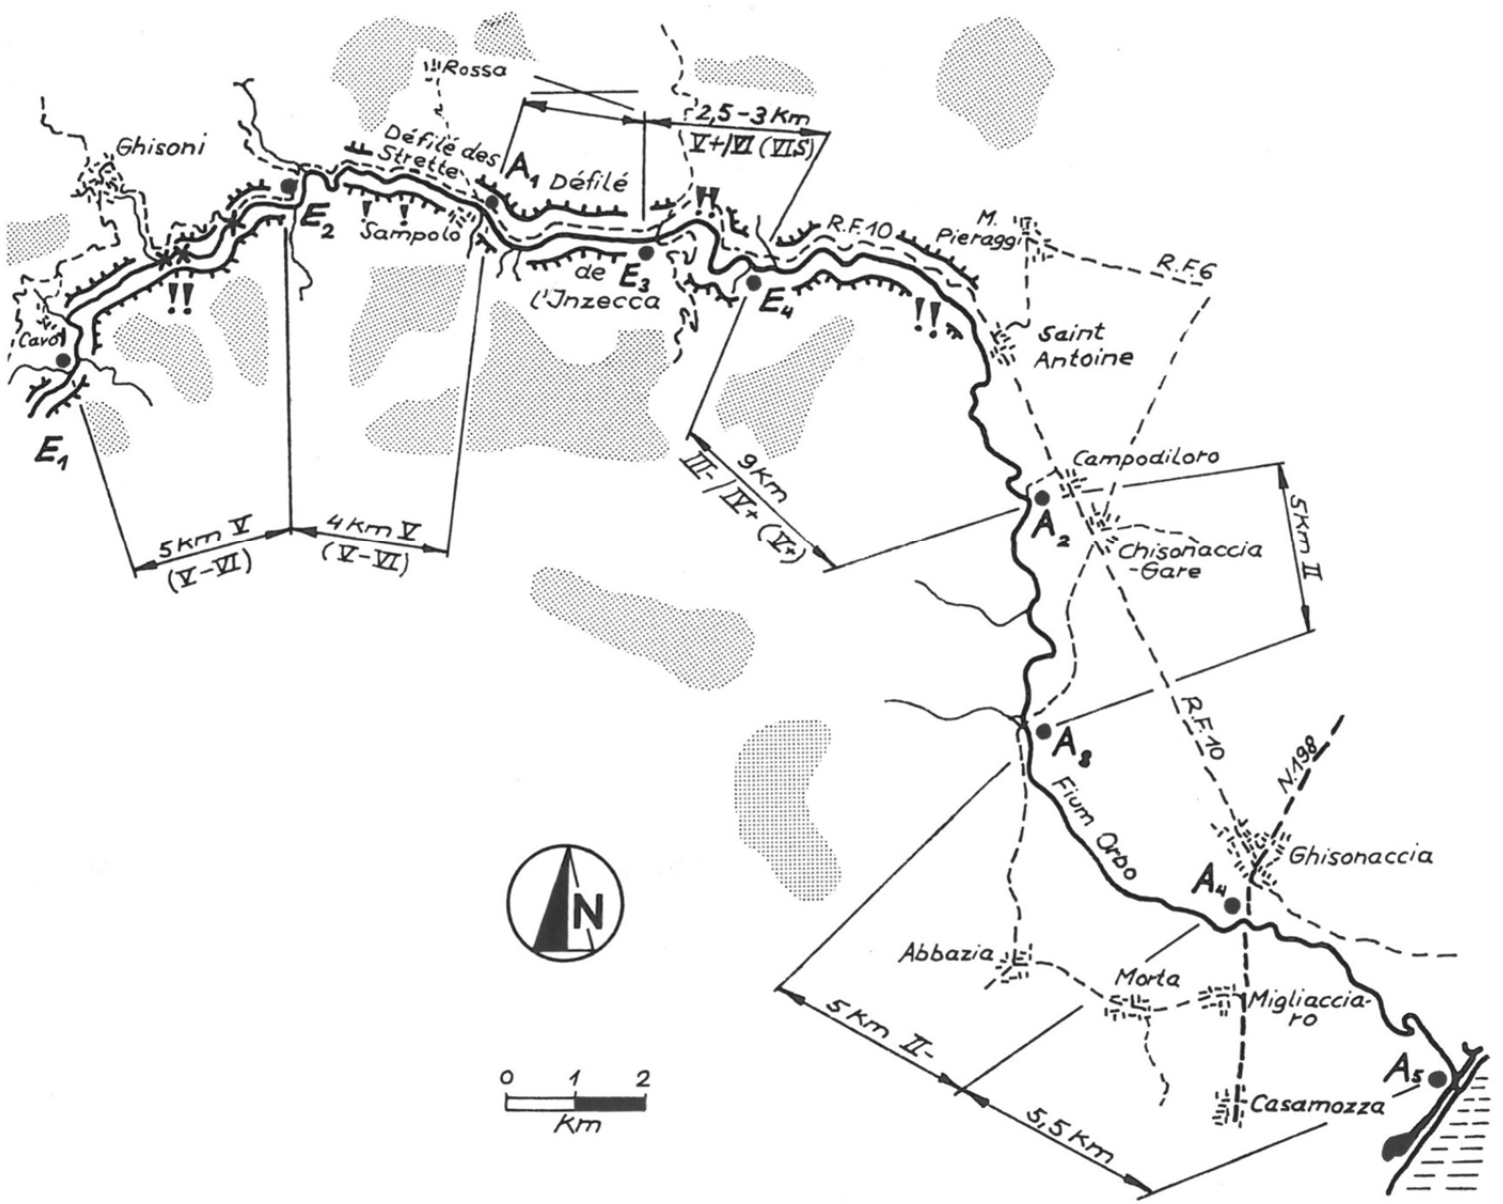 Rossa
2,5-3 Km
V+/VI (VI,S)
Ghisoni
Défilé des
Strette
A1
Défilé
E2
Sampolo
de
l'Inzecca
E3
E4
R.F.10
M.
Pieraggi
R.F.6
Cavo
E1
Saint
Antoine
9 Km
III-/IV+ (V+)
Campodiloro
A2
Chisonaccia
-Gare
5 Km II
5 Km V
(V-VI)
4 Km V
(V-VI)
A3
R.F.10
N.198
Fium Orbo
Ghisonaccia
A4
N
Abbazia
Morta
Migliaccia-
ro
5 Km II-
A5
Casamozza
5,5 Km
0 1 2
Km